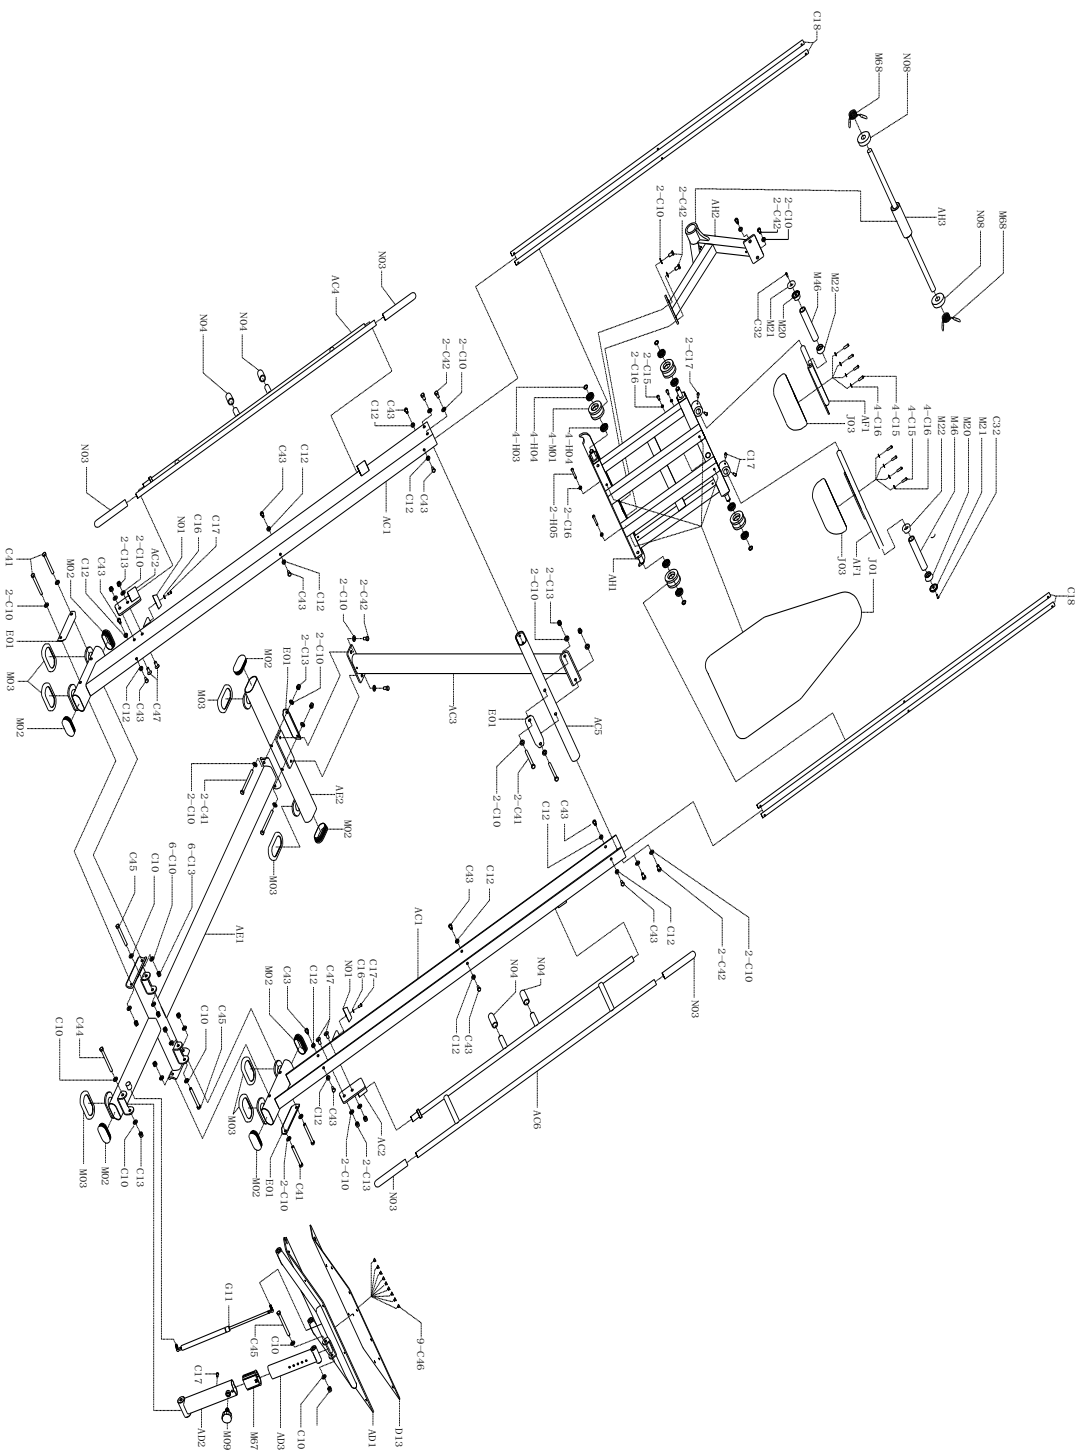 C18
M68
N08
AH3
N08
M68
2-C10
2-C42
AH2
2-C42
2-C10
M22
M46
M20
M21
C32
4-C16
4-C15
AF1
J03
4-C15
4-C16
M22
M46
M20
M21
C32
J03
AF1
J01
2-C17
2-C15
2-C16
C17
4-H03
4-H04
4-M01
4-H04
2-H05
2-C16
AH1
C18
N03
AC4
N04
N04
N03
2-C10
2-C42
C43
C12
C43
C12
AC1
C12
C43
C12
C43
C17
C16
N01
AC2
2-C10
2-C13
C43
C12
M02
C41
2-C10
E01
M03
M02
C12
C43
C47
2-C42
2-C10
2-C13
2-C10
AC3
AC5
E01
2-C10
2-C41
M02
M03
E01
2-C13
2-C10
2-C41
2-C10
AE2
M02
M03
C43
C12
C12
C43
2-C10
2-C42
AC1
C43
C12
C43
C12
N04
N04
N03
AC6
N03
AE1
6-C13
6-C10
C10
C45
C17
C16
N01
C47
C12
C43
M02
C45
C10
C44
C10
M03
M02
C10
C13
M03
M02
C43
C12
AC2
2-C13
2-C10
C41
2-C10
E01
9-C46
D13
AD1
G11
C45
C10
C10
C17
AD2
M09
M67
AD3